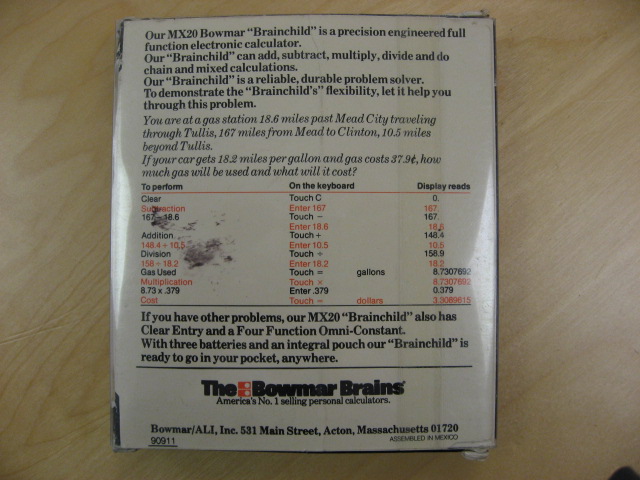 Our MX20 Bowmar “Brainchild” is a precision engineered full
function electronic calculator.
Our “Brainchild” can add, subtract, multiply, divide and do
chain and mixed calculations.
Our “Brainchild” is a reliable, durable problem solver.
To demonstrate the “Brainchild’s” flexibility, let it help you
through this problem.
You are at a gas station 18.6 miles past Mead City traveling
through Tullis, 167 miles from Mead to Clinton, 10.5 miles
beyond Tullis.
If your car gets 18.2 miles per gallon and gas costs 37.9¢, how
much gas will be used and what will it cost?
To perform On the keyboard Display reads
Clear Touch C 0.
Subtraction Enter 167 167.
167 18.6 Touch − 167.
Enter 18.6 18.6
Addition Touch + 148.4
148.4 + 10.5 Enter 10.5 10.5
Division Touch ÷ 158.9
158 ÷ 18.2 Enter 18.2 18.2
Gas Used Touch = gallons 8.7307692
Multiplication Touch × 8.7307692
8.73 x .379 Enter .379 0.379
Cost Touch = dollars 3.3089615
If you have other problems, our MX20 “Brainchild” also has
Clear Entry and a Four Function Omni-Constant.
With three batteries and an integral pouch our “Brainchild” is
ready to go in your pocket, anywhere.
The Bowmar Brains
America’s No. 1 selling personal calculators.
Bowmar/ALI, Inc. 531 Main Street, Acton, Massachusetts 01720
90911 ASSEMBLED IN MEXICO